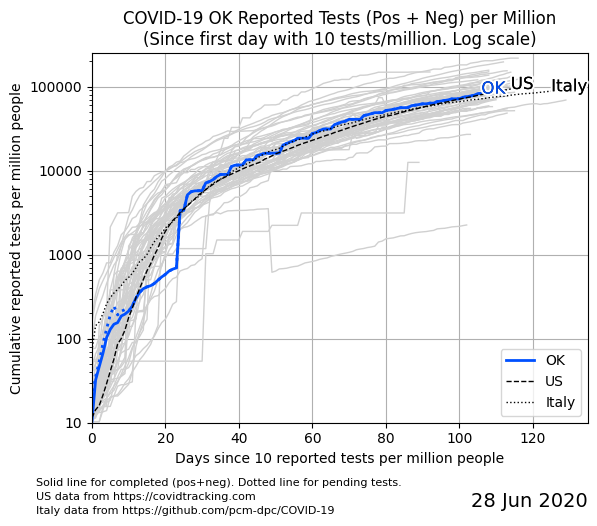 COVID-19 OK Reported Tests (Pos + Neg) per Million
(Since first day with 10 tests/million. Log scale)
Cumulative reported tests per million people
100000
10000
1000
100
10
OK
US
Italy
OK
US
Italy
0 20 40 60 80 100 120
Days since 10 reported tests per million people
Solid line for completed (pos+neg). Dotted line for pending tests.
US data from https://covidtracking.com
Italy data from https://github.com/pcm-dpc/COVID-19
28 Jun 2020